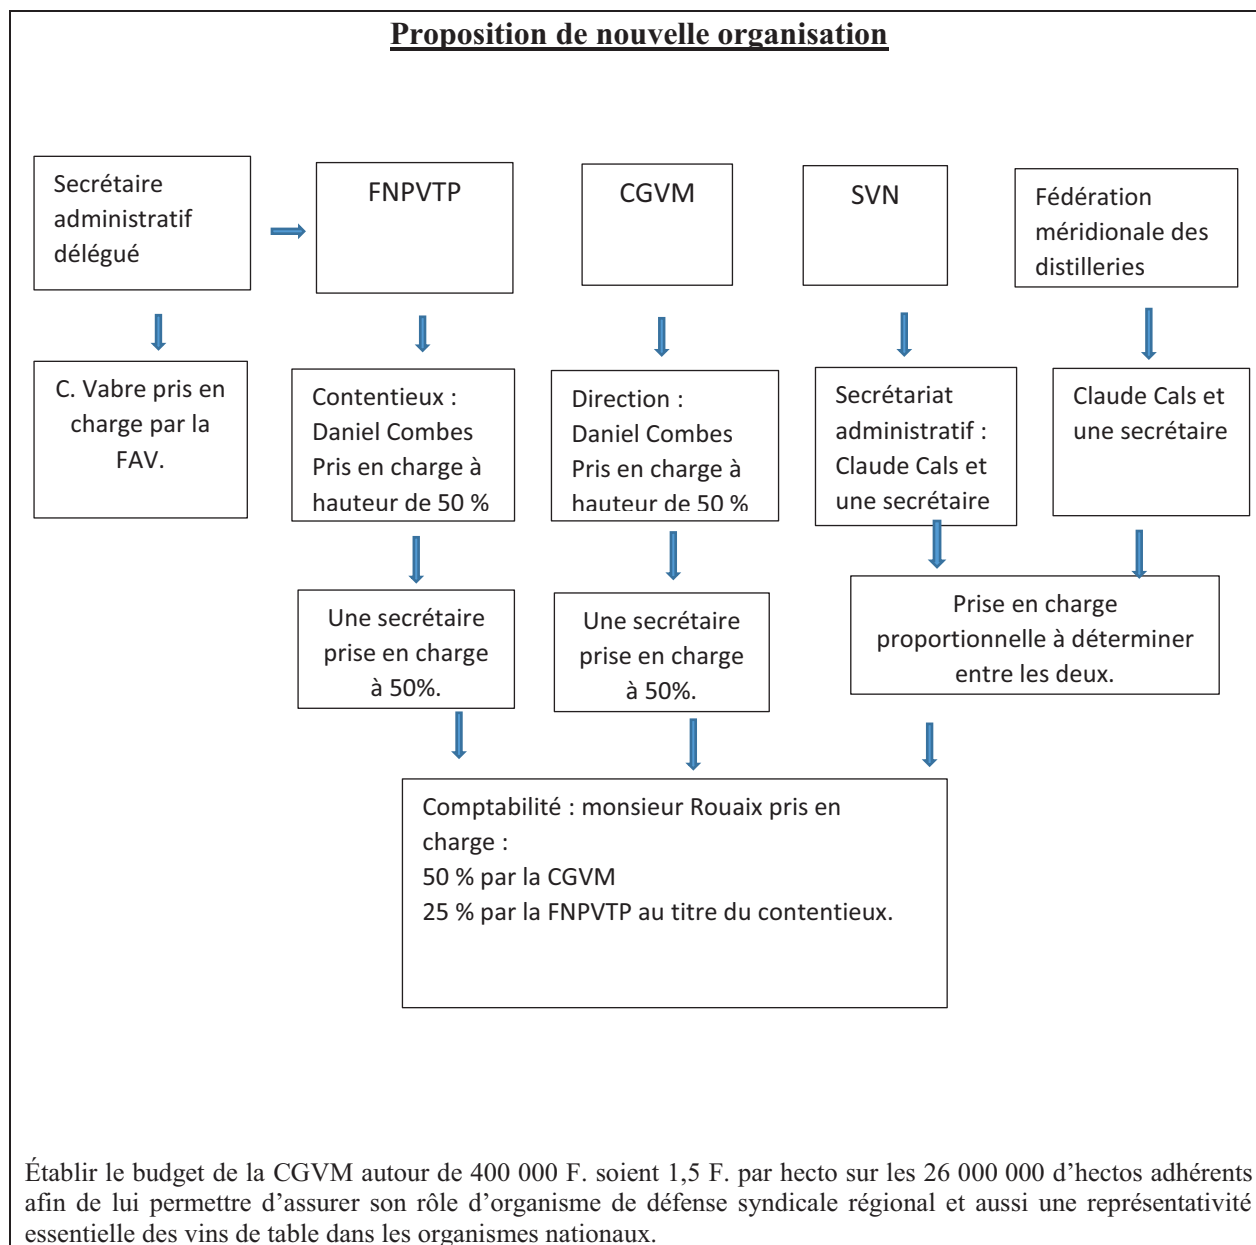 Proposition de nouvelle organisation
Secrétaire
administratif
délégué
FNPVTP
CGVM
SVN
Fédération
méridionale des
distilleries
C. Vabre pris en
charge par la
FAV.
Contentieux :
Daniel Combes
Pris en charge à
hauteur de 50 %
Direction :
Daniel Combes
Pris en charge à
hauteur de 50 %
Secrétariat
administratif :
Claude Cals et
une secrétaire
Claude Cals et
une secrétaire
Une secrétaire
prise en charge
à 50%.
Une secrétaire
prise en charge
à 50%.
Prise en charge
proportionnelle à déterminer
entre les deux.
Comptabilité : monsieur Rouaix pris en
charge :
50 % par la CGVM
25 % par la FNPVTP au titre du contentieux.
Établir le budget de la CGVM autour de 400 000 F. soient 1,5 F. par hecto sur les 26 000 000 d’hectos adhérents
afin de lui permettre d’assurer son rôle d’organisme de défense syndicale régional et aussi une représentativité
essentielle des vins de table dans les organismes nationaux.